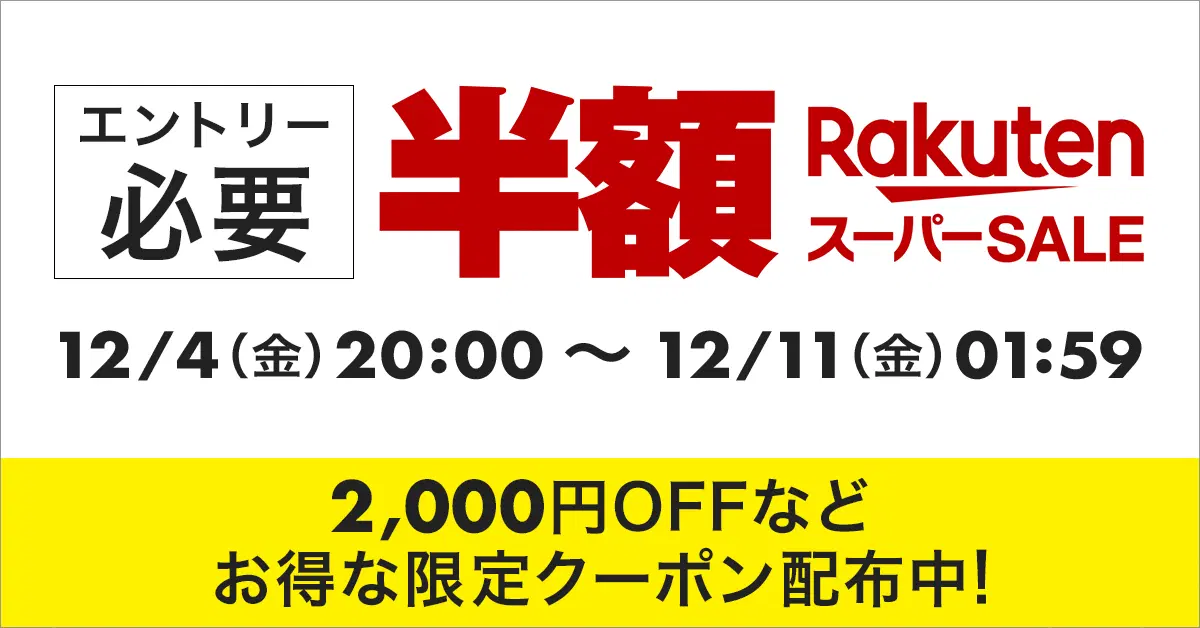 エントリー
必要
半額
Rakuten
スーパーSALE
12/4(金)20:00 〜 12/11(金)01:59
2,000円OFFなど
お得な限定クーポン配布中!